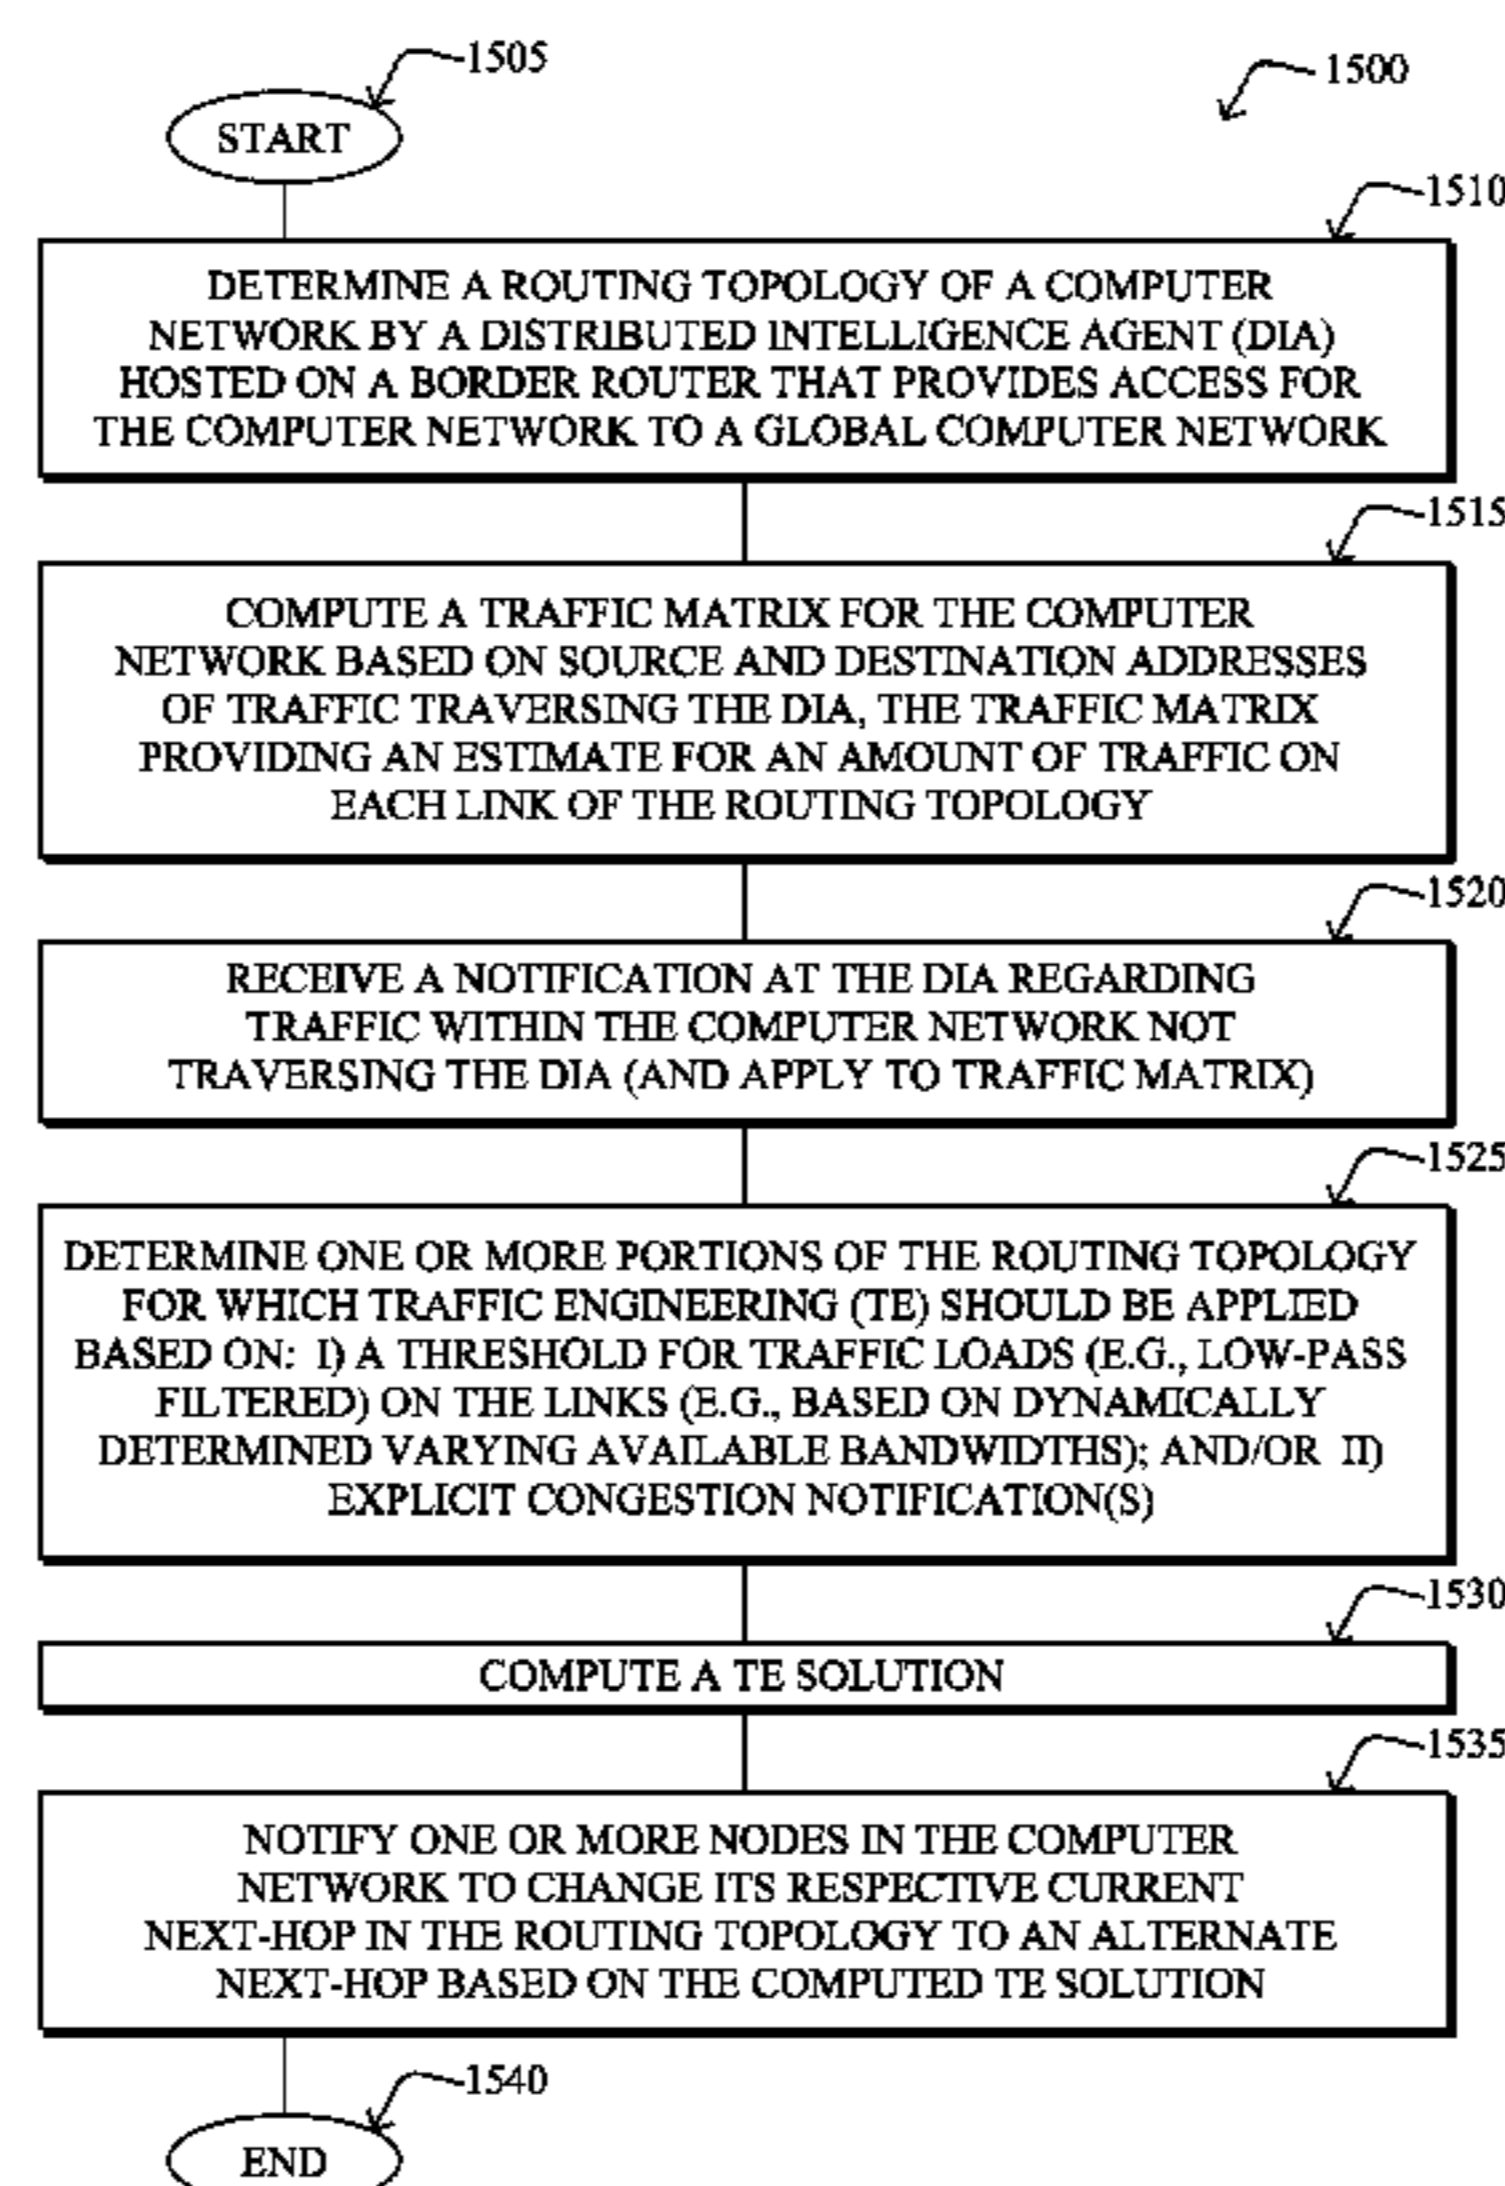 1505
1500
START
1510
DETERMINE A ROUTING TOPOLOGY OF A COMPUTER
NETWORK BY A DISTRIBUTED INTELLIGENCE AGENT (DIA)
HOSTED ON A BORDER ROUTER THAT PROVIDES ACCESS FOR
THE COMPUTER NETWORK TO A GLOBAL COMPUTER NETWORK
1515
COMPUTE A TRAFFIC MATRIX FOR THE COMPUTER
NETWORK BASED ON SOURCE AND DESTINATION ADDRESSES
OF TRAFFIC TRAVERSING THE DIA, THE TRAFFIC MATRIX
PROVIDING AN ESTIMATE FOR AN AMOUNT OF TRAFFIC ON
EACH LINK OF THE ROUTING TOPOLOGY
1520
RECEIVE A NOTIFICATION AT THE DIA REGARDING
TRAFFIC WITHIN THE COMPUTER NETWORK NOT
TRAVERSING THE DIA (AND APPLY TO TRAFFIC MATRIX)
1525
DETERMINE ONE OR MORE PORTIONS OF THE ROUTING TOPOLOGY
FOR WHICH TRAFFIC ENGINEERING (TE) SHOULD BE APPLIED
BASED ON: I) A THRESHOLD FOR TRAFFIC LOADS (E.G., LOW-PASS
FILTERED) ON THE LINKS (E.G., BASED ON DYNAMICALLY
DETERMINED VARYING AVAILABLE BANDWIDTHS); AND/OR II)
EXPLICIT CONGESTION NOTIFICATION(S)
1530
COMPUTE A TE SOLUTION
1535
NOTIFY ONE OR MORE NODES IN THE COMPUTER
NETWORK TO CHANGE ITS RESPECTIVE CURRENT
NEXT-HOP IN THE ROUTING TOPOLOGY TO AN ALTERNATE
NEXT-HOP BASED ON THE COMPUTED TE SOLUTION
1540
END